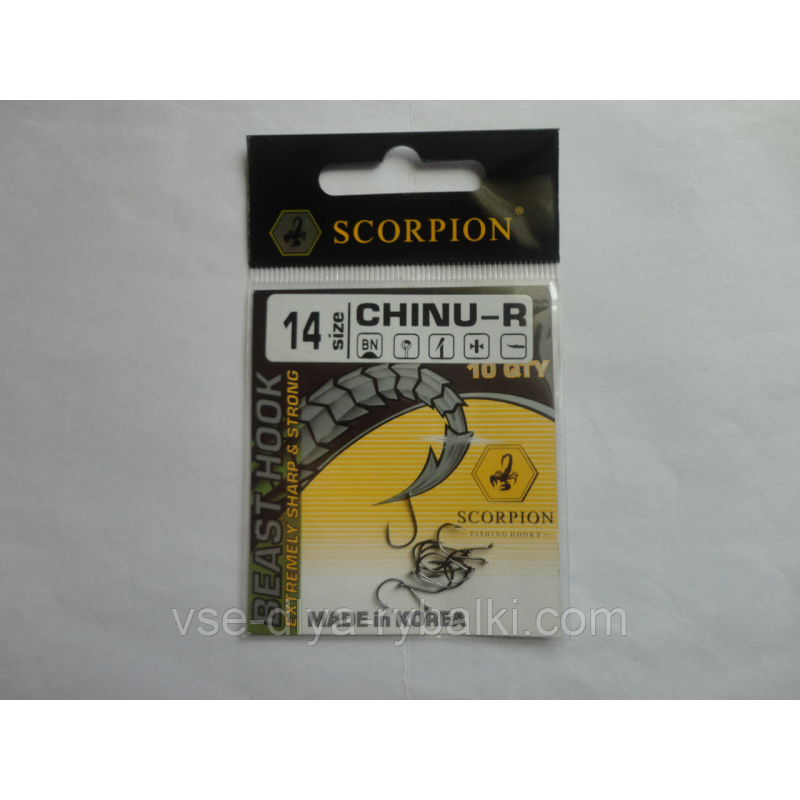 SCORPION®
14 size
CHINU-R
BN
10 QTY
BEAST HOOK
EXTREMELY SHARP & STRONG
SCORPION
FISHING HOOKS
MADE in KOREA
vse-dlya-rybalki.com